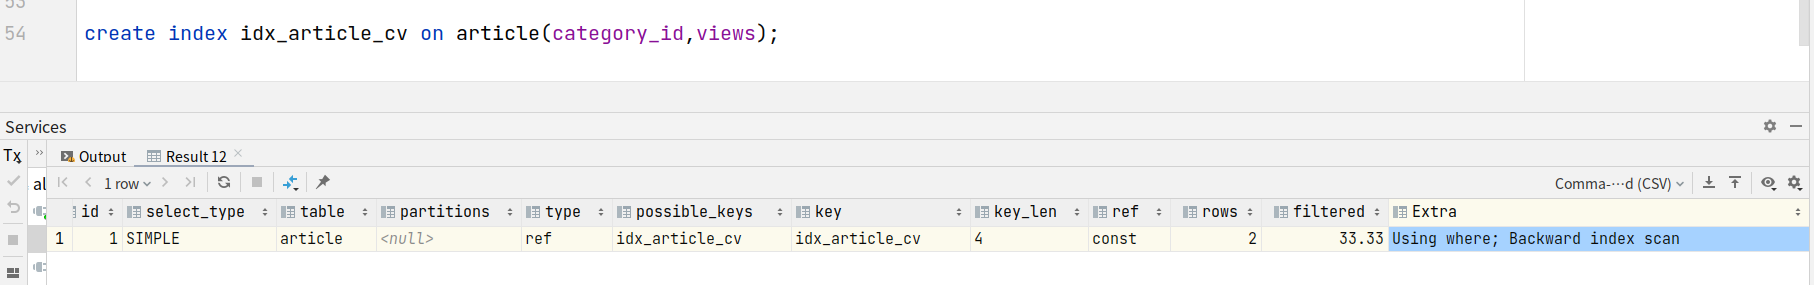 53
54 create index idx_article_cv on article(category_id,views);
Services
Tx Output Result 12
al 1 row Comma-…d (CSV)
id select_type table partitions type possible_keys key key_len ref rows filtered Extra
1 1 SIMPLE article <null> ref idx_article_cv idx_article_cv 4 const 2 33.33 Using where; Backward index scan